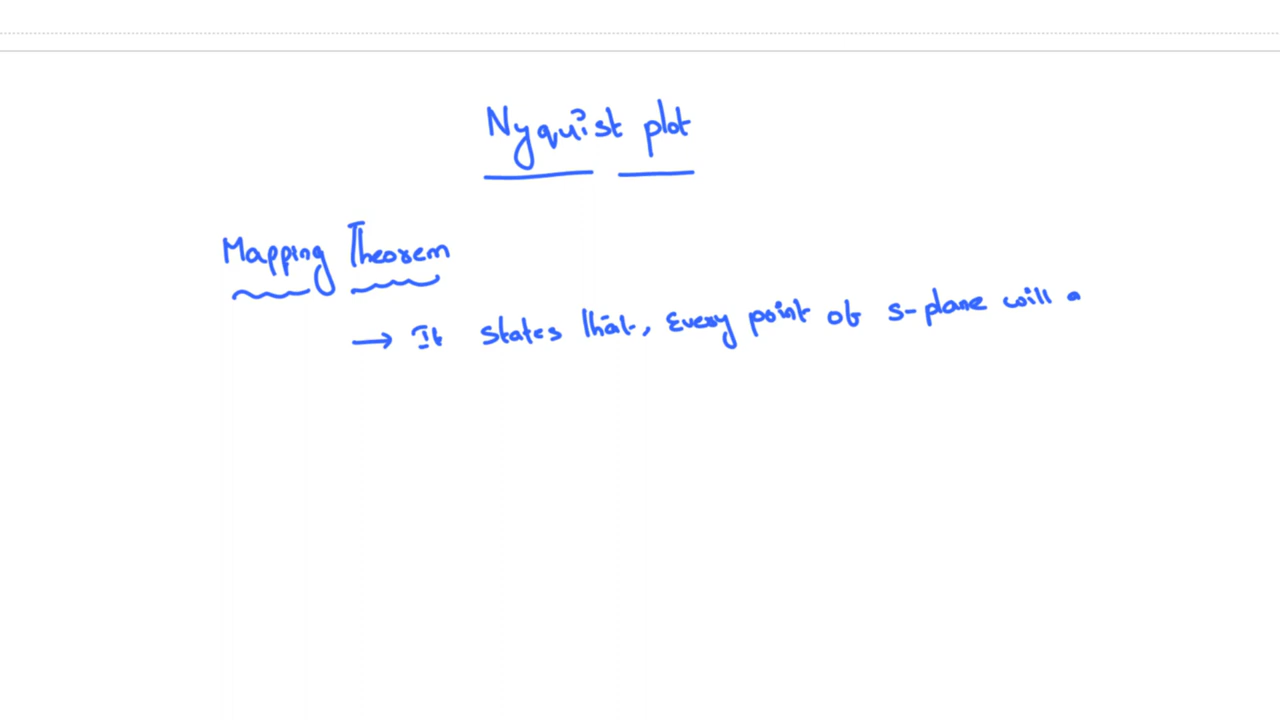 Nyquist plot
Mapping Theorem
→ It states that, Every point of s-plane will a